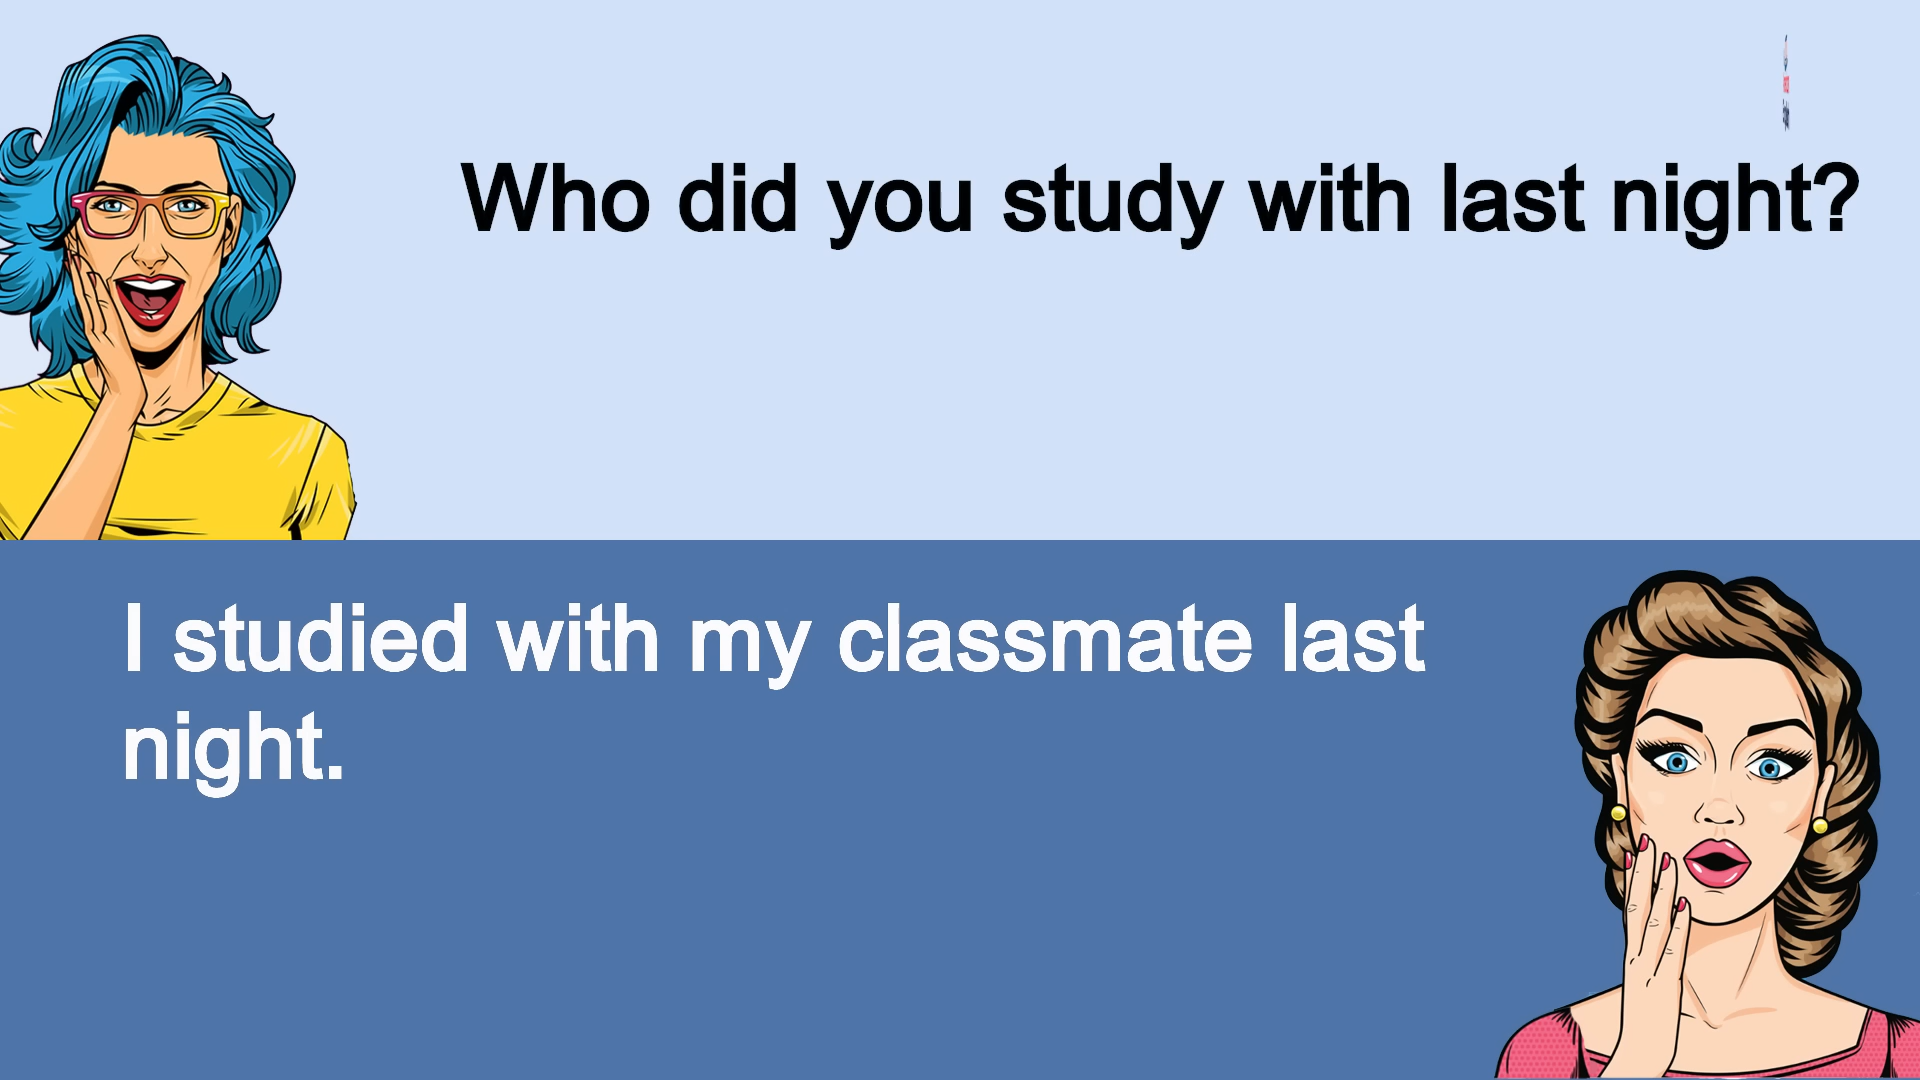 Who did you study with last night?
I studied with my classmate last
night.